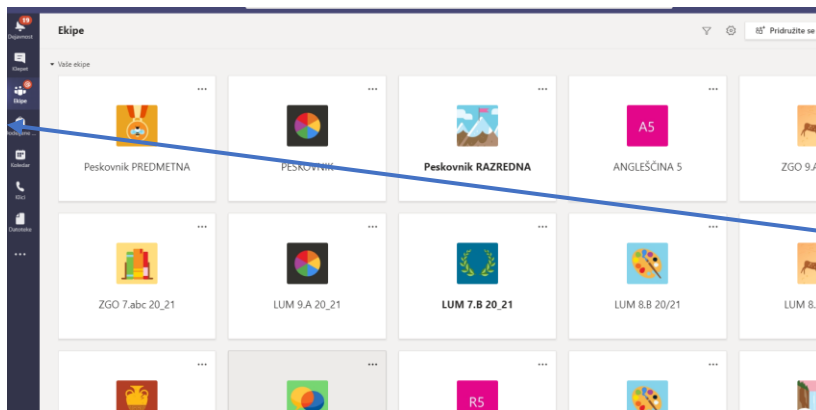 19
Dejavnost
Klepet
Ekipe
Koledar
Klici
Datoteke
Ekipe
Pridružite se
Vaše ekipe
Peskovnik PREDMETNA
PESKOVNIK
Peskovnik RAZREDNA
A5
ANGLEŠČINA 5
ZGO 9.A
ZGO 7.abc 20_21
LUM 9.A 20_21
LUM 7.B 20_21
LUM 8.B 20/21
LUM 8.
R5